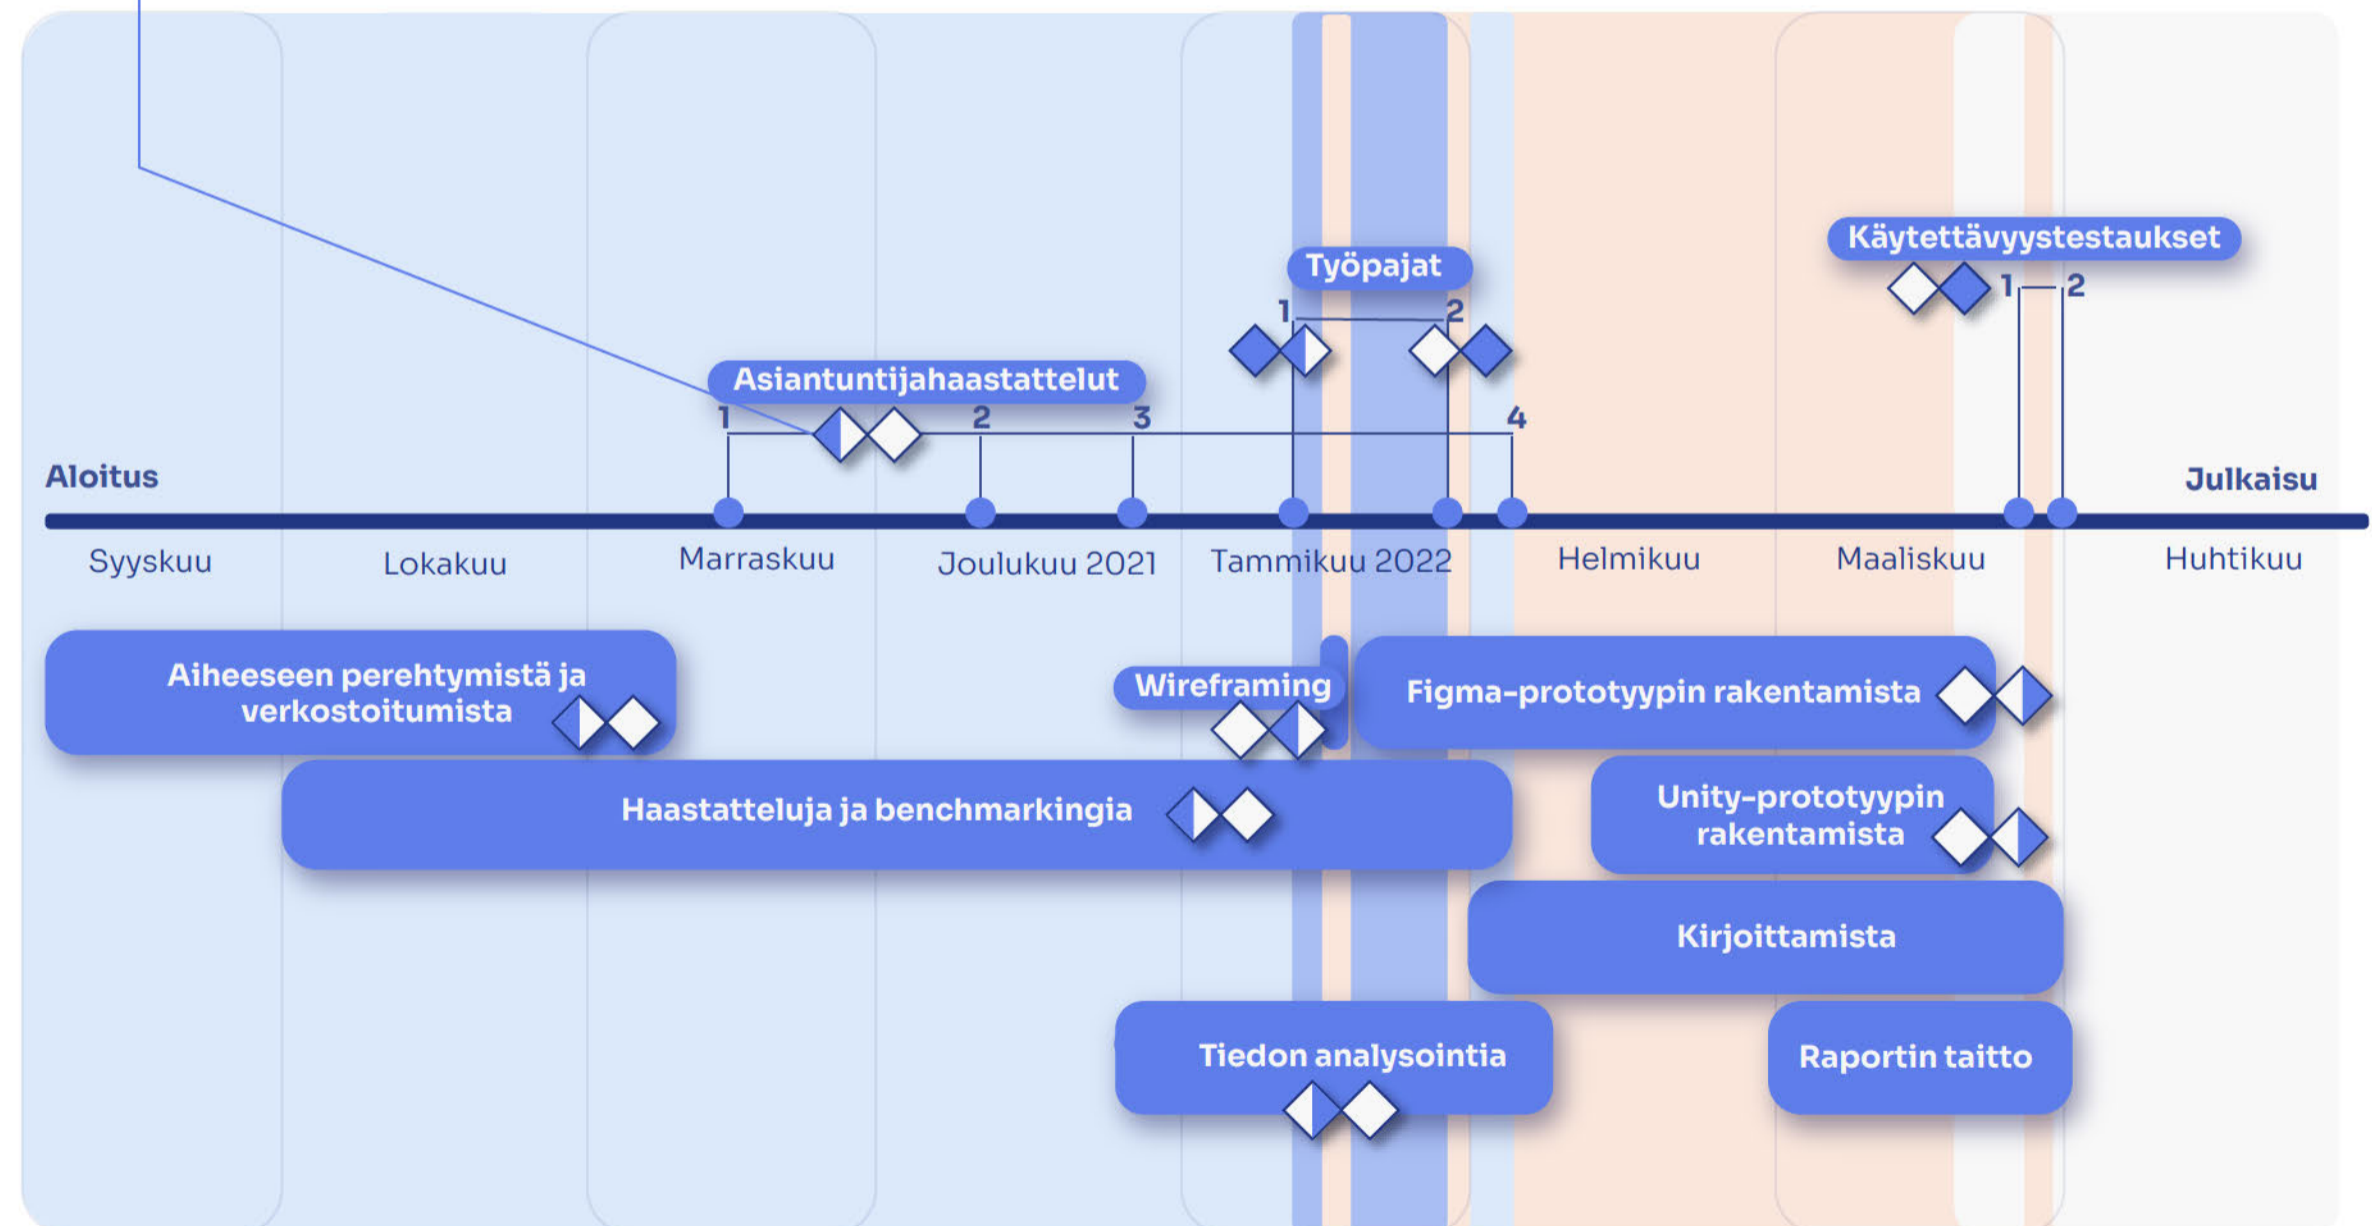 Käytettävyystestaukset
1 2
Työpajat
1 2
Asiantuntijahaastattelut
1 2 3 4
Aloitus
Julkaisu
Syyskuu
Lokakuu
Marraskuu
Joulukuu 2021
Tammikuu 2022
Helmikuu
Maaliskuu
Huhtikuu
Aiheeseen perehtymistä ja
verkostoitumista
Wireframing
Figma-prototyypin rakentamista
Haastatteluja ja benchmarkingia
Unity-prototyypin
rakentamista
Kirjoittamista
Tiedon analysointia
Raportin taitto